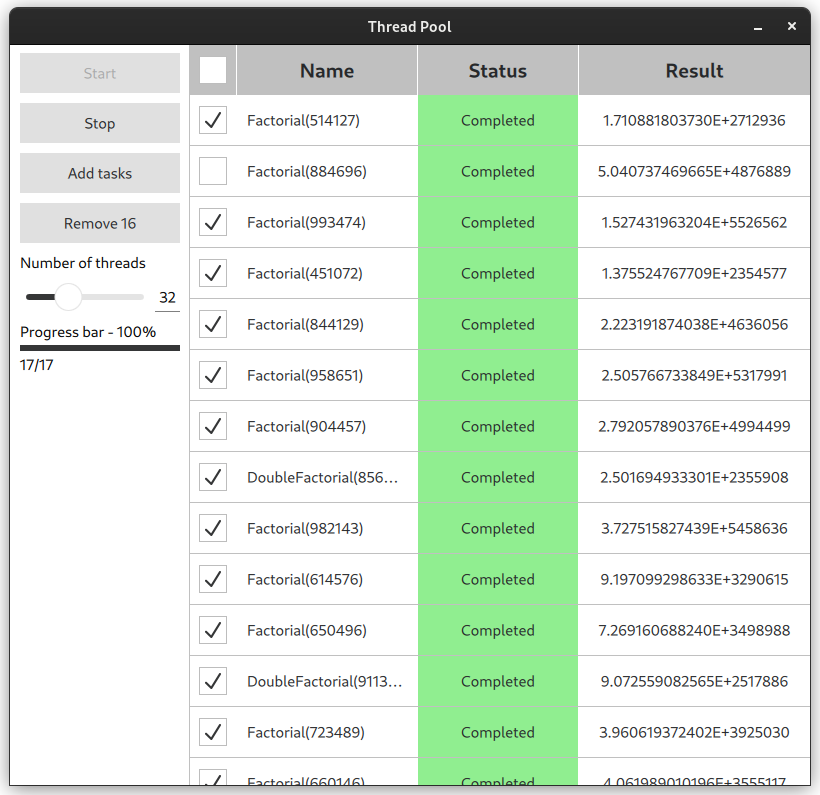 Thread Pool
Start
Stop
Add tasks
Remove 16
Number of threads
32
Progress bar - 100%
17/17
Name Status Result
Factorial(514127) Completed 1.710881803730E+2712936
Factorial(884696) Completed 5.040737469665E+4876889
Factorial(993474) Completed 1.527431963204E+5526562
Factorial(451072) Completed 1.375524767709E+2354577
Factorial(844129) Completed 2.223191874038E+4636056
Factorial(958651) Completed 2.505766733849E+5317991
Factorial(904457) Completed 2.792057890376E+4994499
DoubleFactorial(856… Completed 2.501694933301E+2355908
Factorial(982143) Completed 3.727515827439E+5458636
Factorial(614576) Completed 9.197099298633E+3290615
Factorial(650496) Completed 7.269160688240E+3498988
DoubleFactorial(9113… Completed 9.072559082565E+2517886
Factorial(723489) Completed 3.960619372402E+3925030
Factorial(660146) Completed 4.061989010196E+3555117